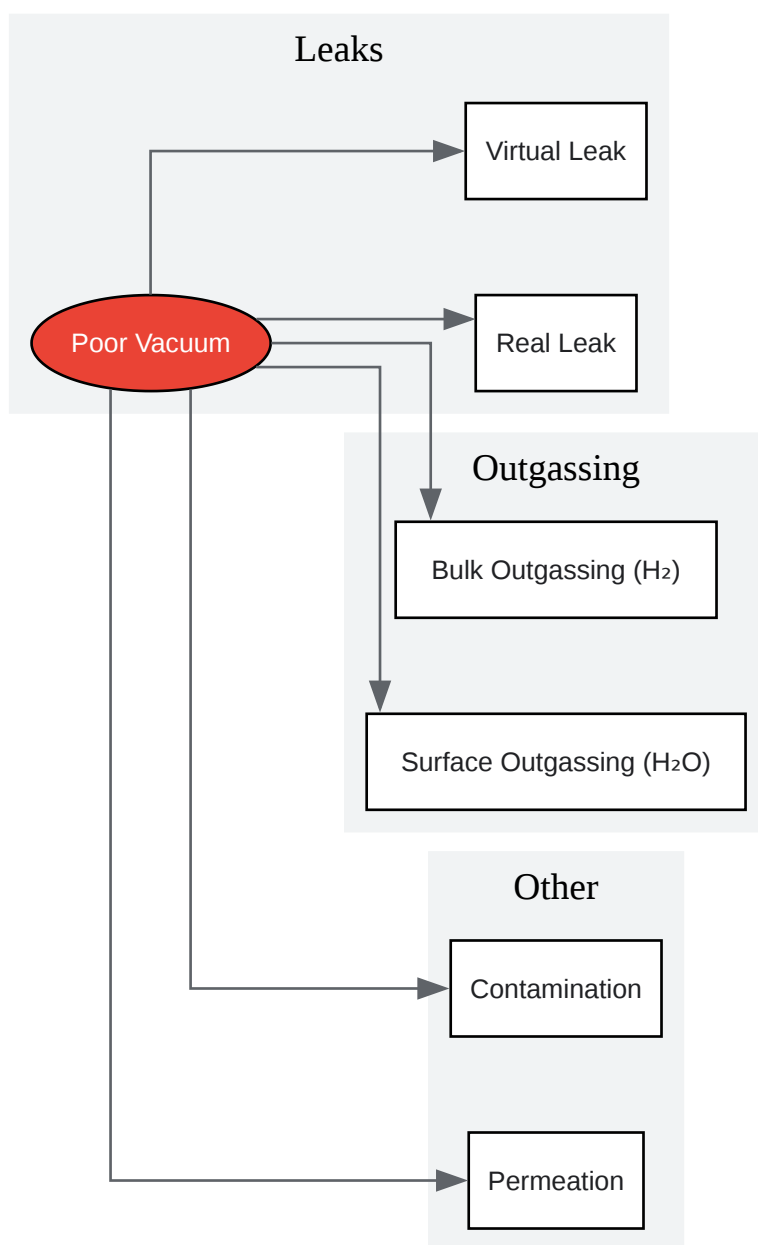 Leaks
Virtual Leak
Poor Vacuum
Real Leak
Outgassing
Bulk Outgassing (H₂)
Surface Outgassing (H₂O)
Other
Contamination
Permeation